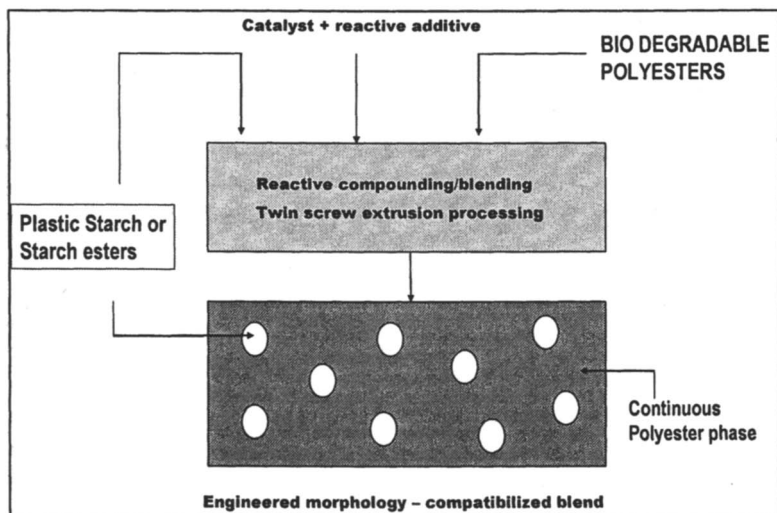 Catalyst + reactive additive
BIO DEGRADABLE
POLYESTERS
Reactive compounding/blending
Twin screw extrusion processing
Plastic Starch or
Starch esters
Continuous
Polyester phase
Engineered morphology – compatibilized blend